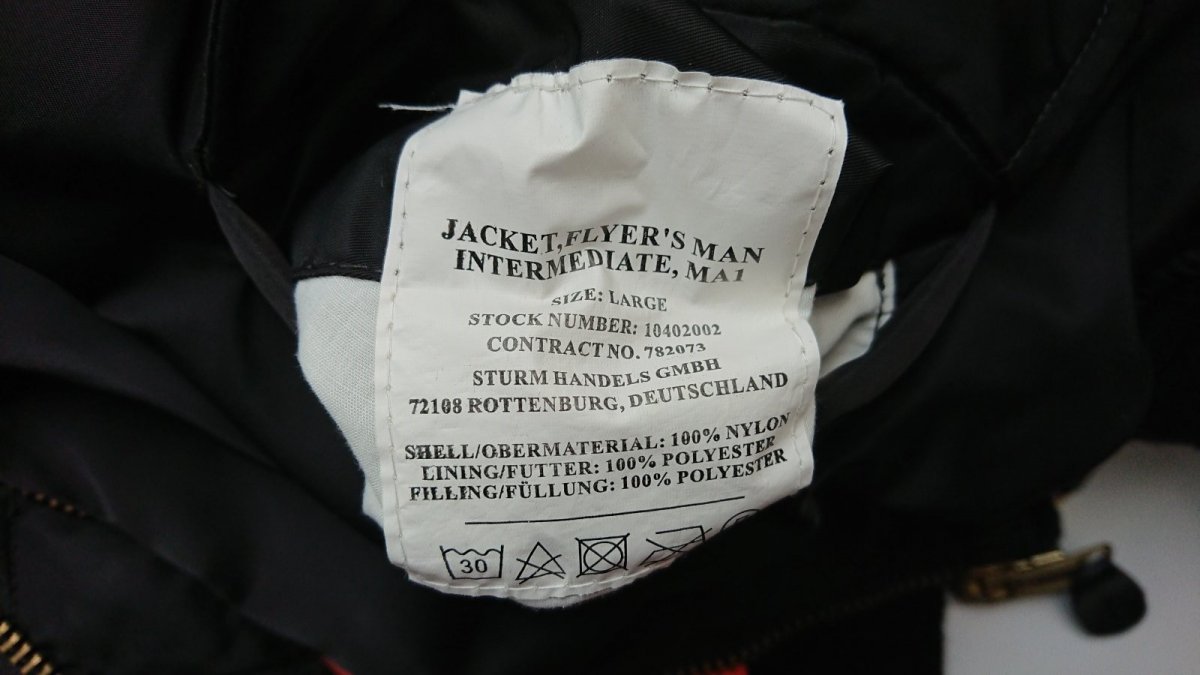 JACKET, FLYER'S MAN
INTERMEDIATE, MA1
SIZE: LARGE
STOCK NUMBER: 10402002
CONTRACT NO. 782073
STURM HANDELS GMBH
72108 ROTTENBURG, DEUTSCHLAND
SHELL/OBERMATERIAL: 100% NYLON
LINING/FUTTER: 100% POLYESTER
FILLING/FÜLLUNG: 100% POLYESTER
30